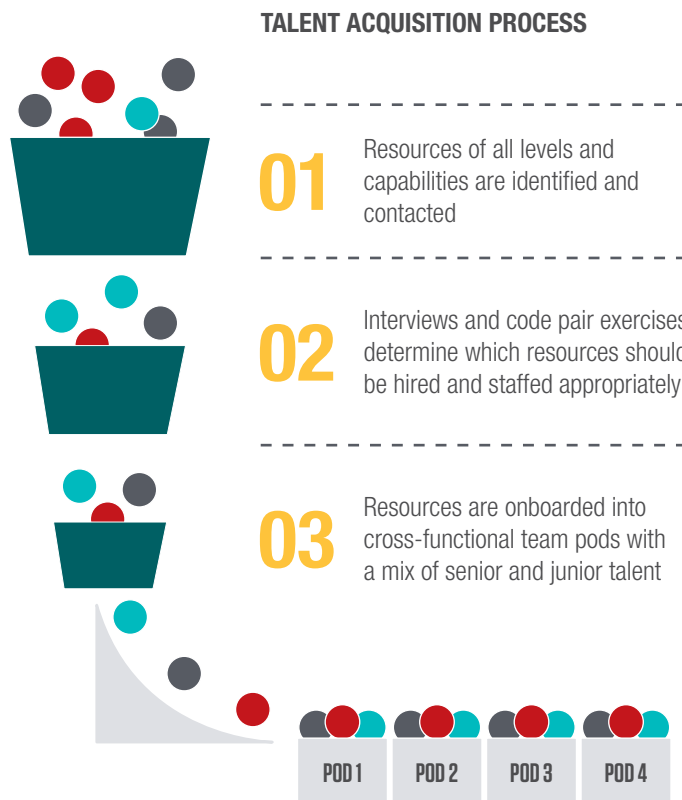 TALENT ACQUISITION PROCESS
01
Resources of all levels and
capabilities are identified and
contacted
02
Interviews and code pair exercises
determine which resources should
be hired and staffed appropriately
03
Resources are onboarded into
cross-functional team pods with
a mix of senior and junior talent
POD 1
POD 2
POD 3
POD 4